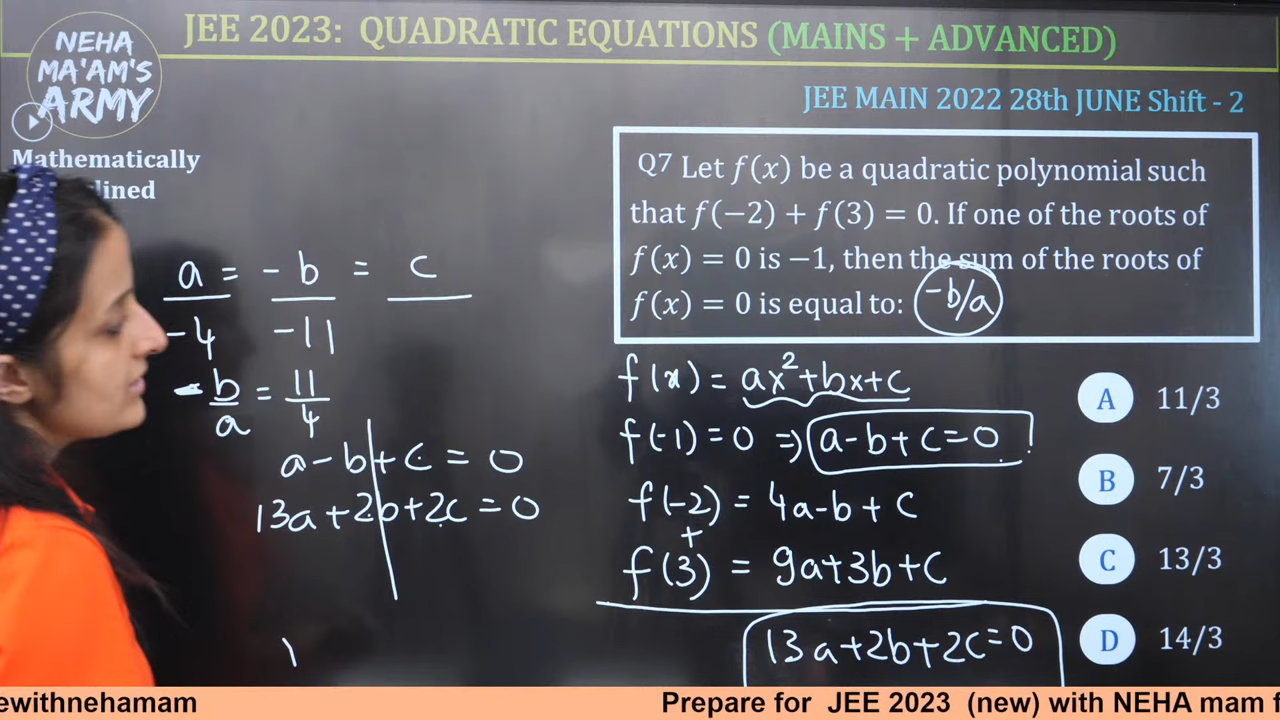 JEE 2023: QUADRATIC EQUATIONS (MAINS + ADVANCED)
NEHA
MA'AM'S
ARMY
Mathematically
lined
JEE MAIN 2022 28th JUNE Shift - 2
Q7 Let f(x) be a quadratic polynomial such
that f(−2) + f(3) = 0. If one of the roots of
f(x) = 0 is −1, then the sum of the roots of
f(x) = 0 is equal to: -b/a
a/-4 = -b/-11 = c/
-b/a = 11/4
a-b+c=0
13a+2b+2c=0
f(x) = ax²+bx+c
f(-1)=0 ⇒ a-b+c=0
f(-2) = 4a-b+c
+
f(3) = 9a+3b+c
13a+2b+2c=0
A 11/3
B 7/3
C 13/3
D 14/3
ewithnehamam
Prepare for JEE 2023 (new) with NEHA mam f